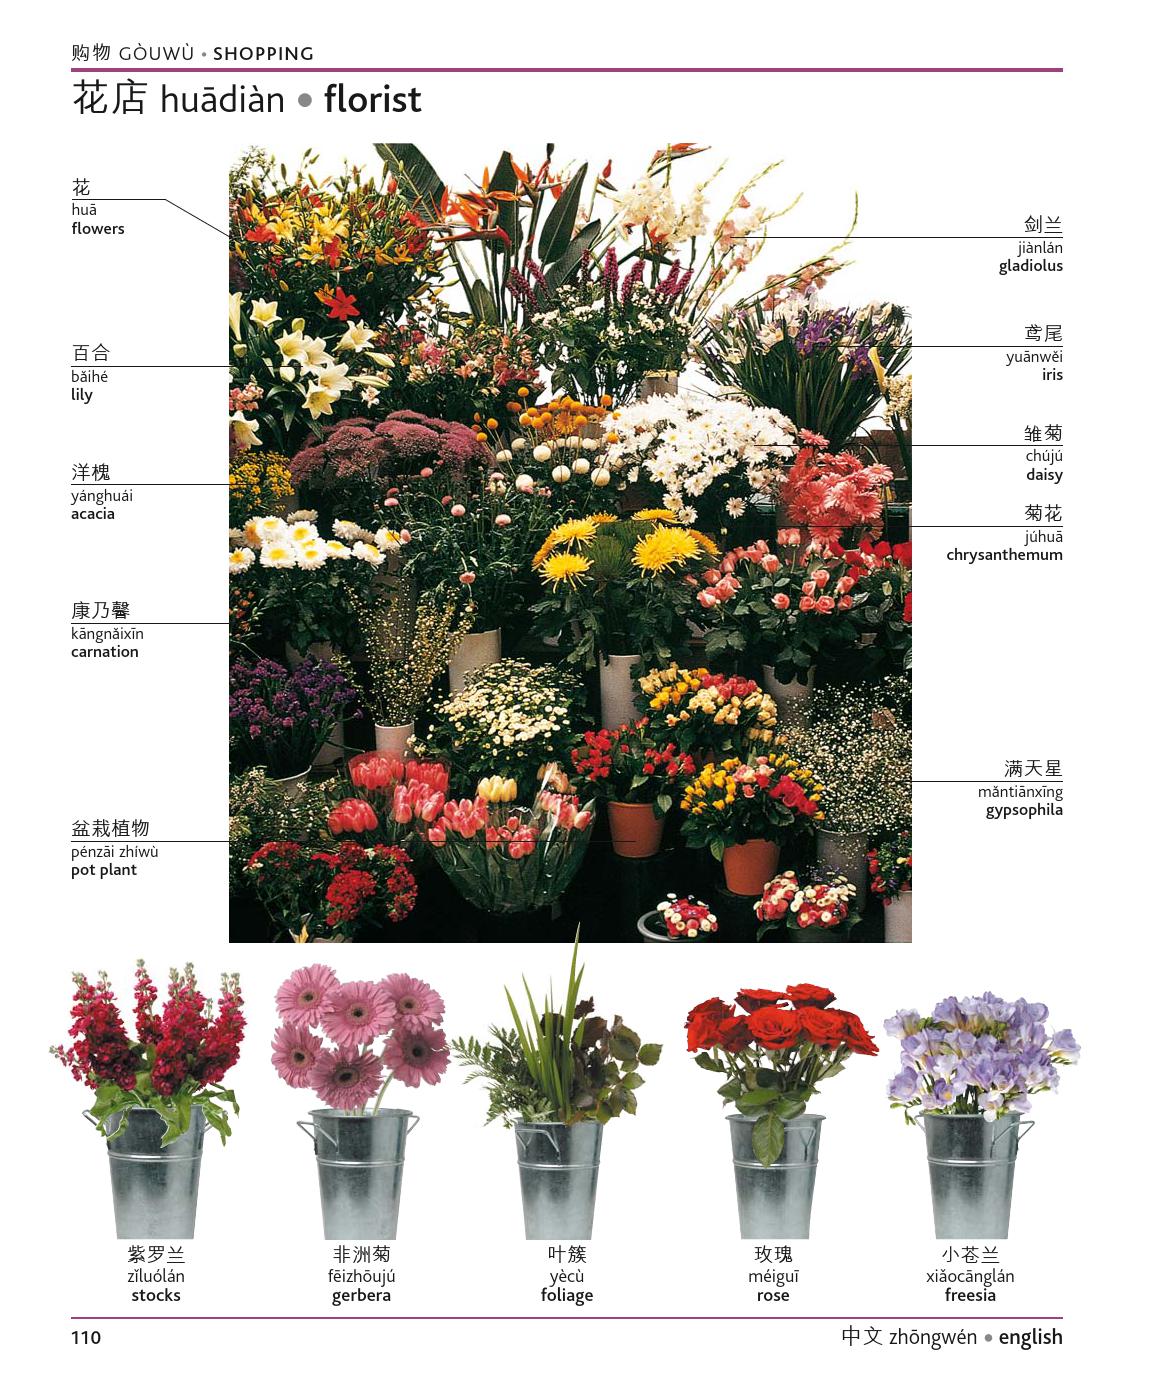 购物 GÒUWÙ • SHOPPING
花店 huādiàn • florist
花
huā
flowers
百合
bǎihé
lily
洋槐
yánghuái
acacia
康乃馨
kāngnǎixīn
carnation
盆栽植物
pénzāi zhíwù
pot plant
剑兰
jiànlán
gladiolus
鸢尾
yuānwěi
iris
雏菊
chújú
daisy
菊花
júhuā
chrysanthemum
满天星
mǎntiānxīng
gypsophila
紫罗兰
zǐluólán
stocks
非洲菊
fēizhōujú
gerbera
叶簇
yècù
foliage
玫瑰
méiguī
rose
小苍兰
xiǎocānglán
freesia
110
中文 zhōngwén • english